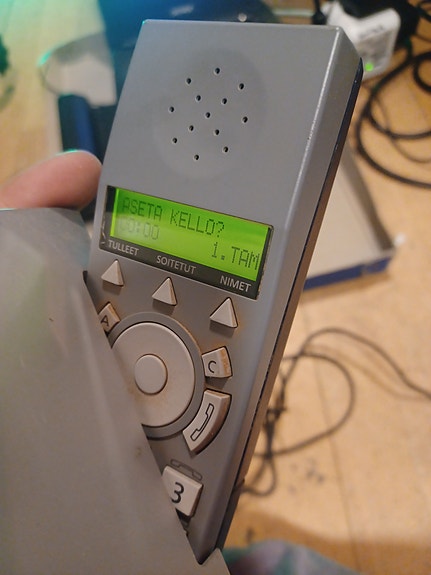 ASETA KELLO?
00:00 1.TAM
TULLEET SOITETUT NIMET
A
C
3